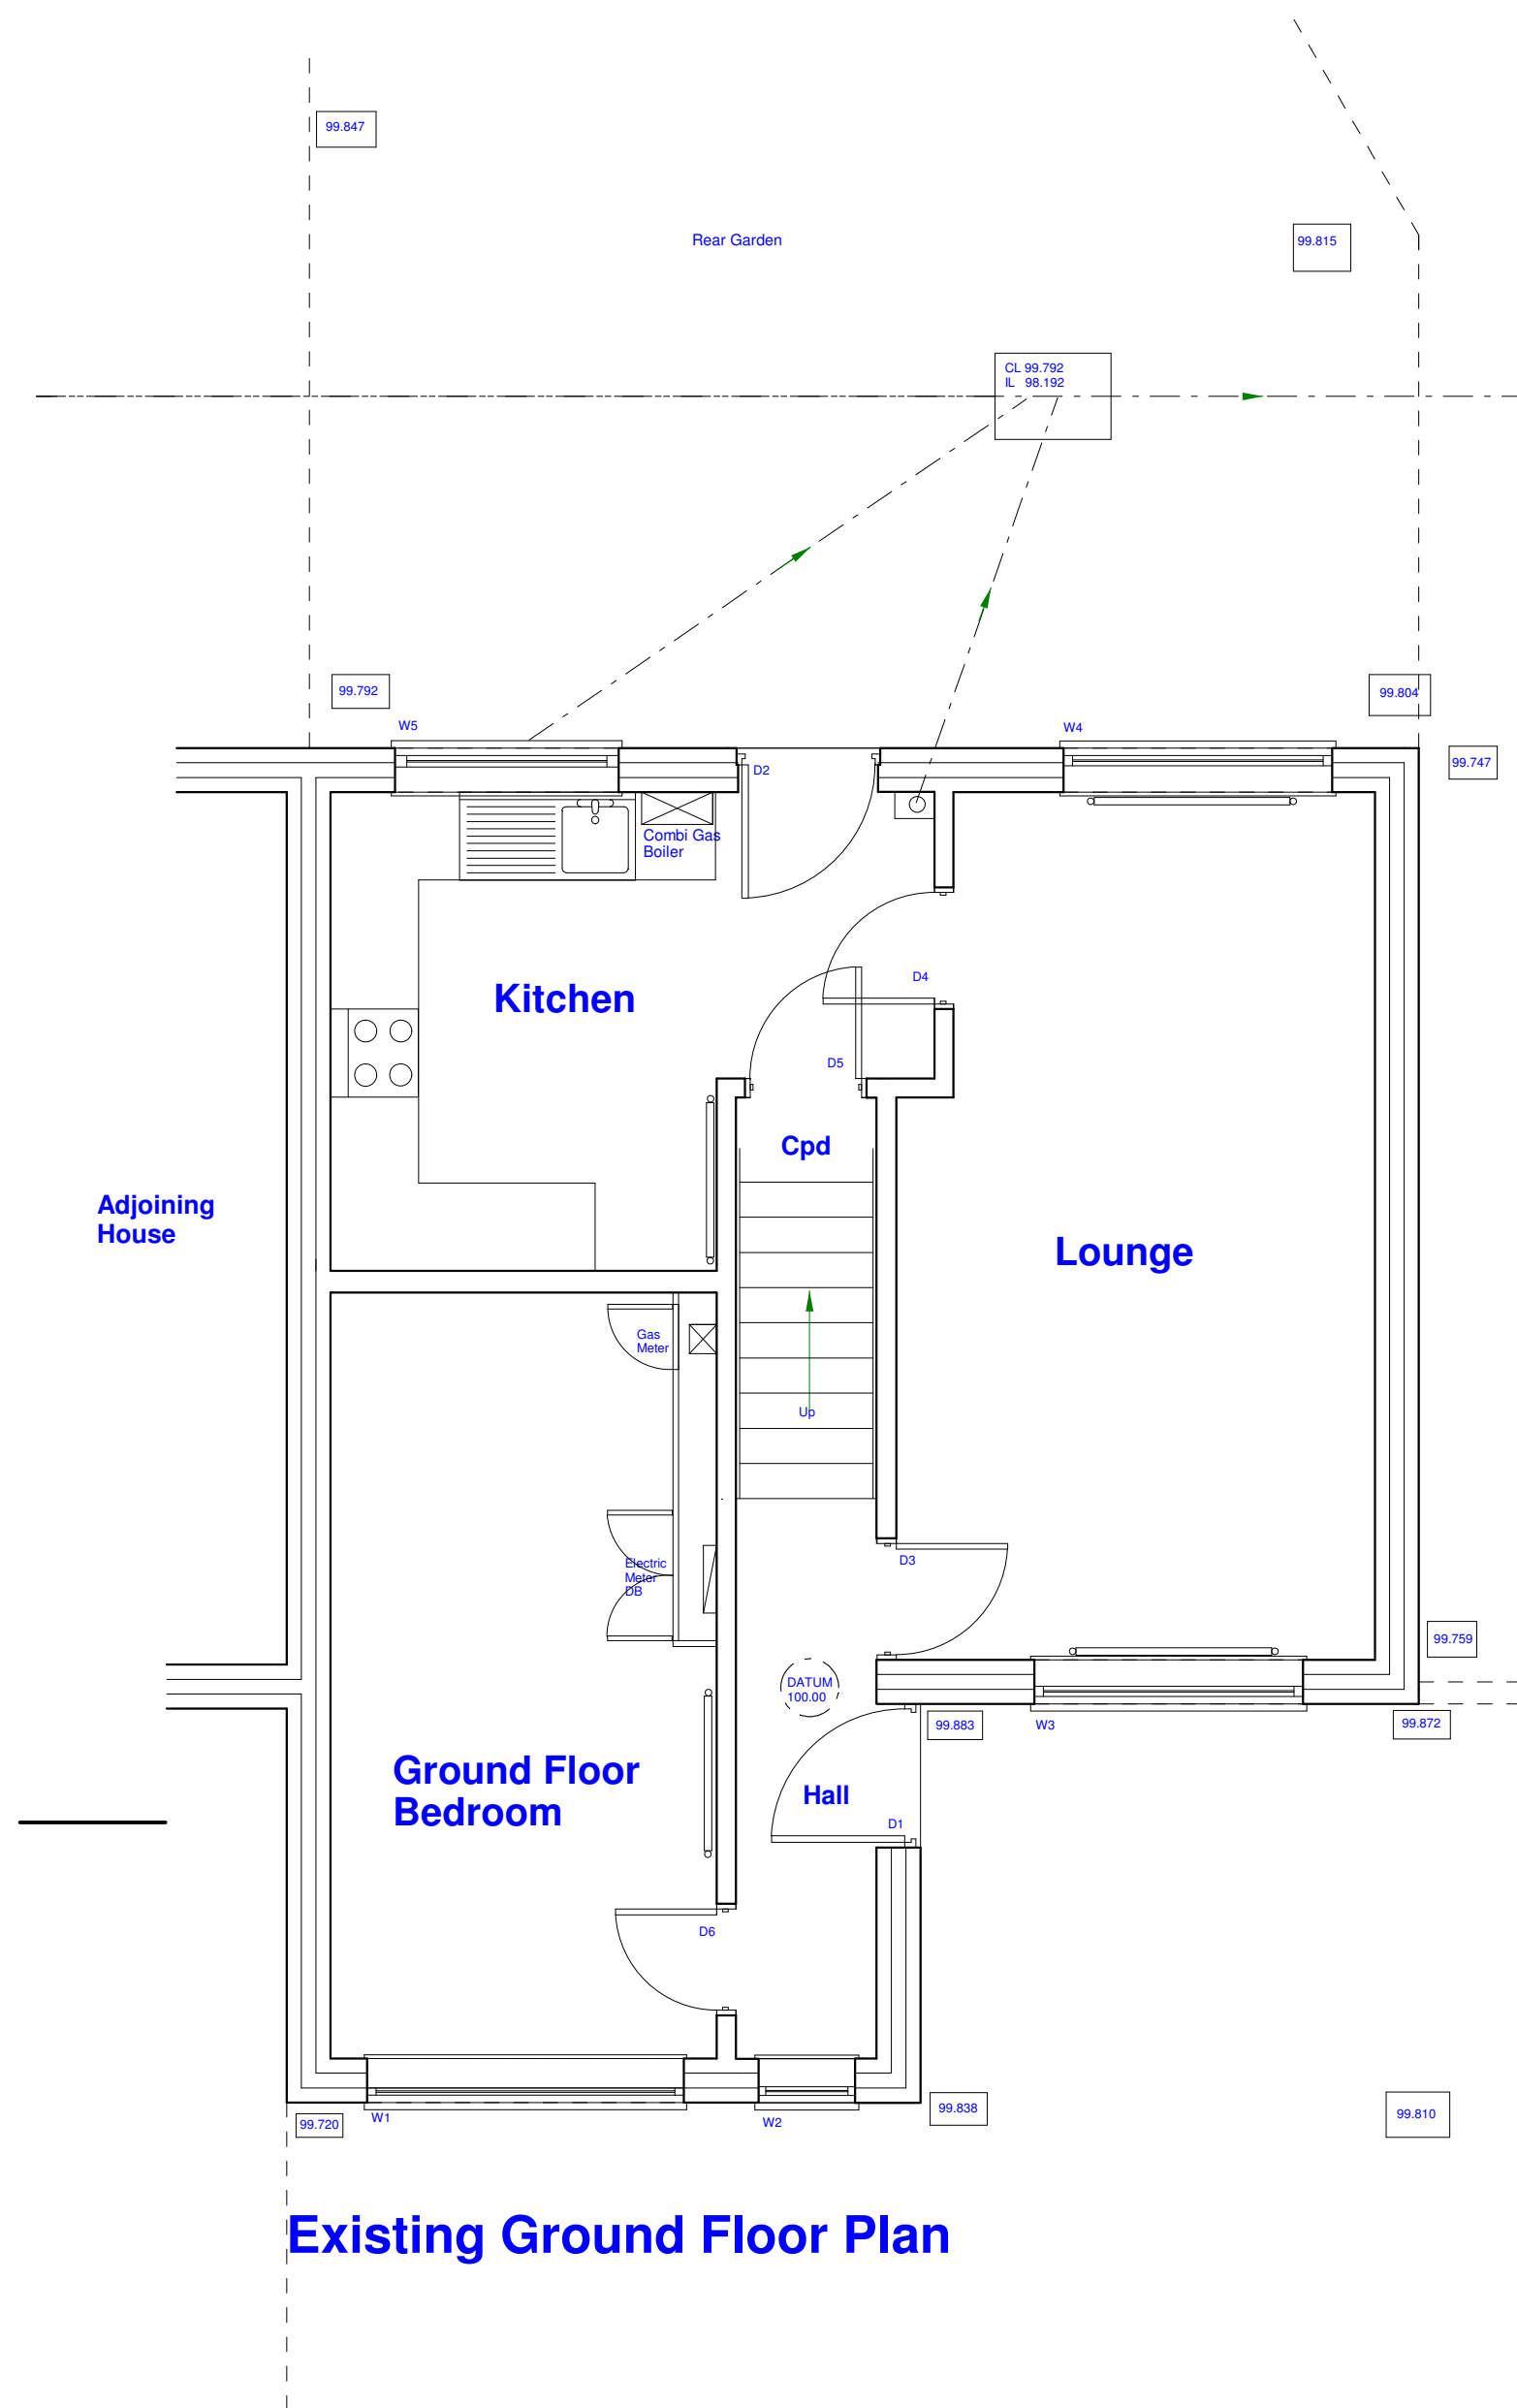 99.847
Rear Garden
99.815
CL 99.792
IL 98.192
99.792
99.804
W5
W4
99.747
D2
Combi Gas
Boiler
D4
Kitchen
D5
Cpd
Adjoining
House
Lounge
Gas
Meter
Up
D3
Electric
Meter
DB
99.759
DATUM
100.00
99.883
W3
99.872
Ground Floor
Bedroom
Hall
D1
D6
99.720
W1
W2
99.838
99.810
Existing Ground Floor Plan